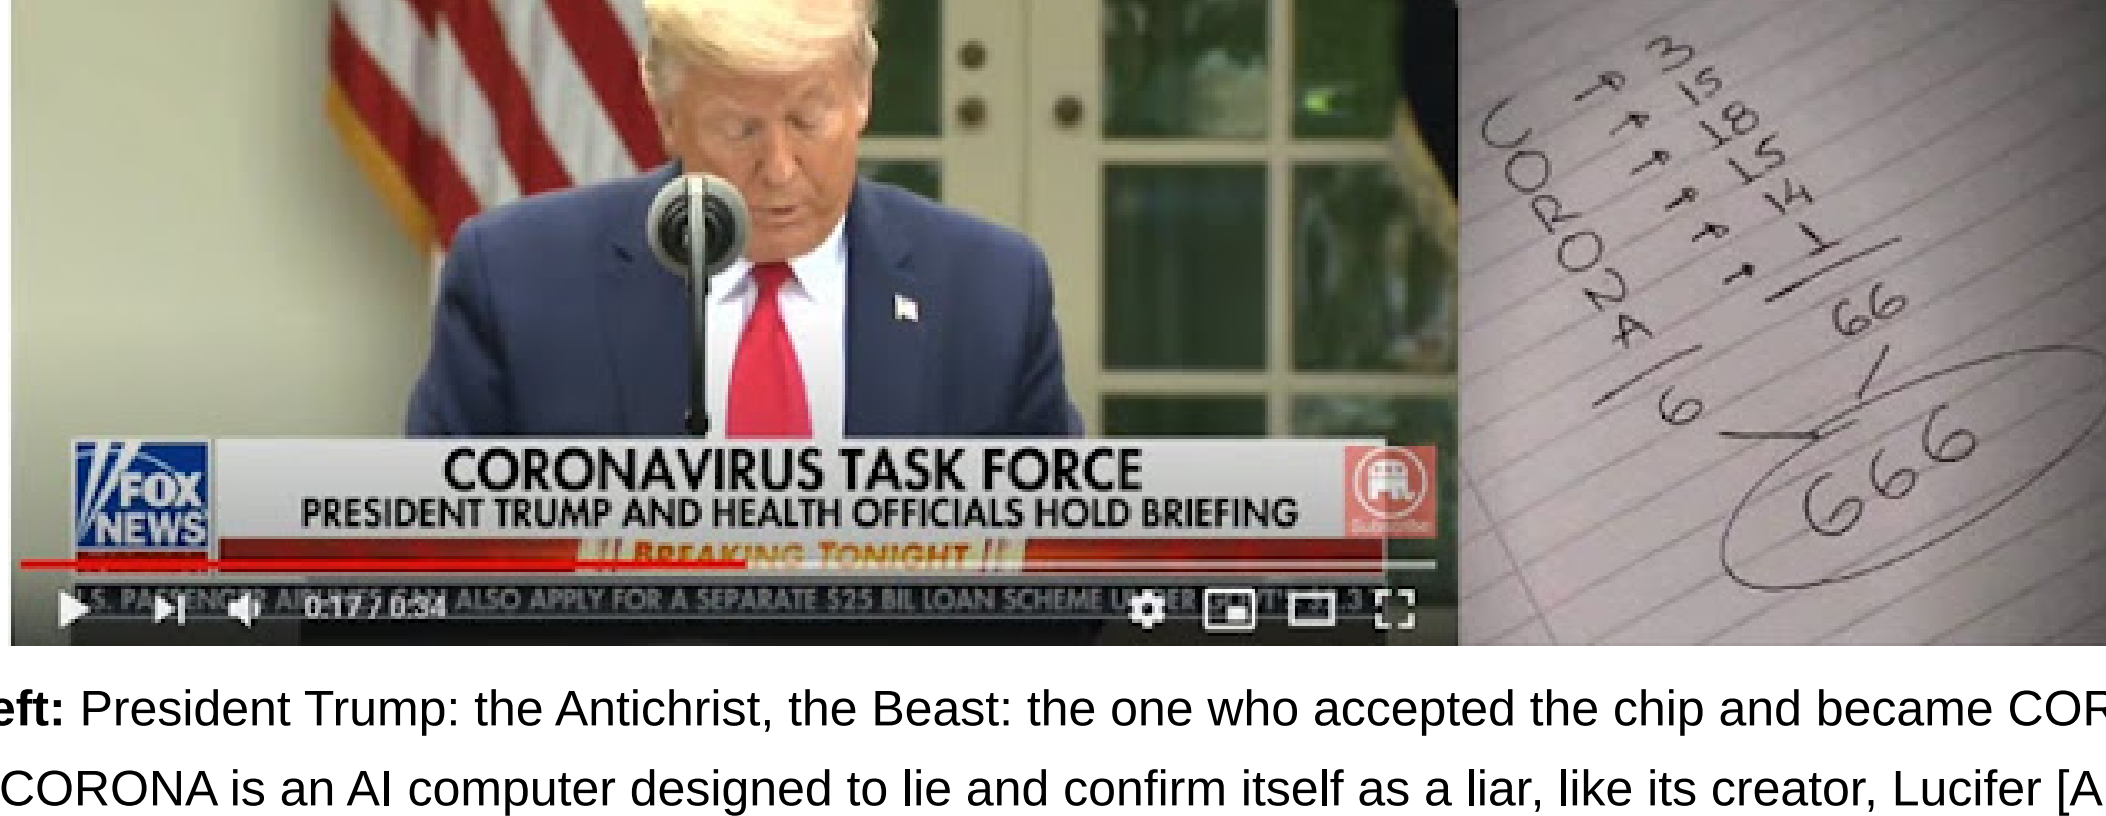 CORONAVIRUS TASK FORCE
PRESIDENT TRUMP AND HEALTH OFFICIALS HOLD BRIEFING
FOX
NEWS
Subscribe
BREAKING TONIGHT
ALSO APPLY FOR A SEPARATE $25 BIL LOAN SCHEME
0:17 / 0:34
3
15
18
15
14
1
66
CORONA
6
666
eft: President Trump: the Antichrist, the Beast: the one who accepted the chip and became COR
CORONA is an AI computer designed to lie and confirm itself as a liar, like its creator, Lucifer [A